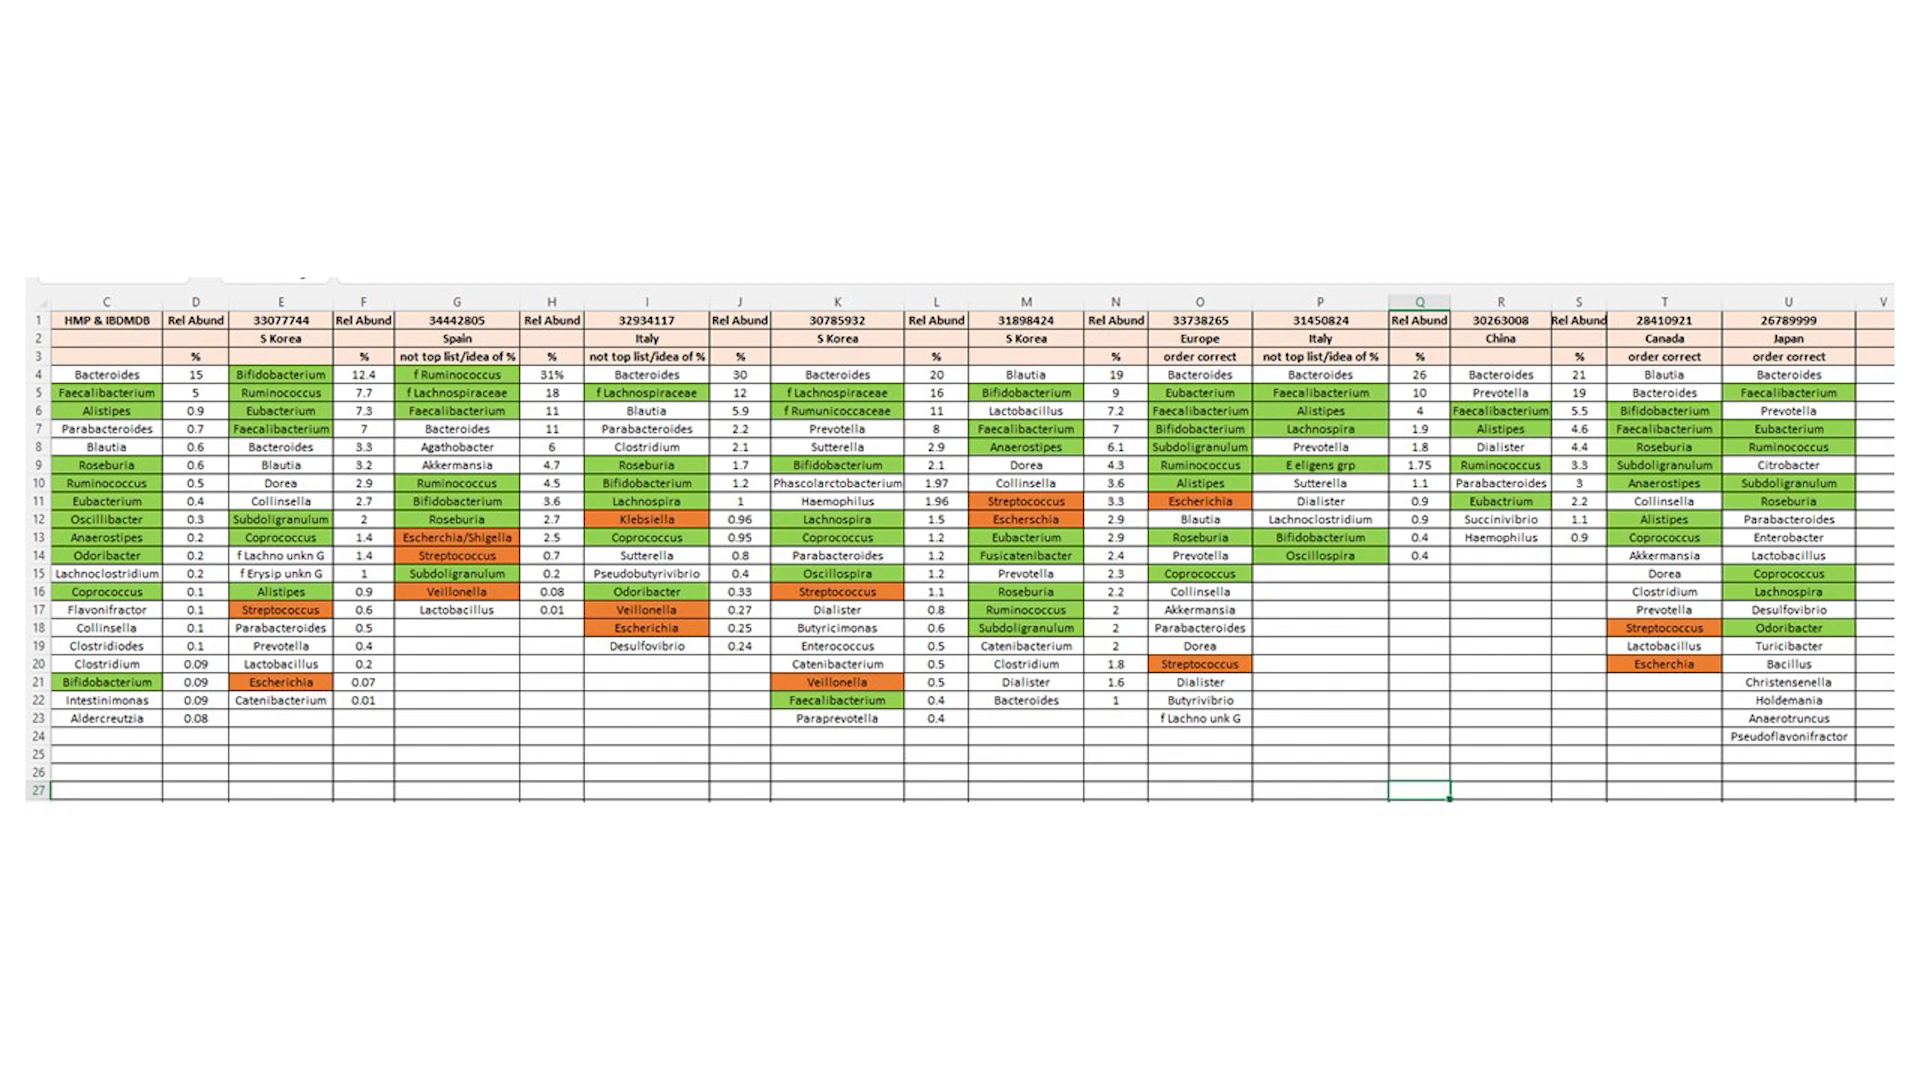 C D E F G H I J K L M N O P Q R S T U V
1 HMP & IBDMDB Rel Abund 33077744 Rel Abund 34442805 Rel Abund 32934117 Rel Abund 30785932 Rel Abund 31898424 Rel Abund 33738265 31450824 Rel Abund 30263008 Rel Abund 28410921 26789999
2 S Korea Spain Italy S Korea S Korea Europe Italy China Canada Japan
3 % % not top list/idea of % % not top list/idea of % % % % order correct not top list/idea of % % % order correct order correct
4 Bacteroides 15 Bifidobacterium 12.4 f Ruminococcus 31% Bacteroides 30 Bacteroides 20 Blautia 19 Bacteroides Bacteroides 26 Bacteroides 21 Blautia Bacteroides
5 Faecalibacterium 5 Ruminococcus 7.7 f Lachnospiraceae 18 f Lachnospiraceae 12 f Lachnospiraceae 16 Bifidobacterium 9 Eubacterium Faecalibacterium 10 Prevotella 19 Bacteroides Faecalibacterium
6 Alistipes 0.9 Eubacterium 7.3 Faecalibacterium 11 Blautia 5.9 f Rumunicoccaceae 11 Lactobacillus 7.2 Faecalibacterium Alistipes 4 Faecalibacterium 5.5 Bifidobacterium Prevotella
7 Parabacteroides 0.7 Faecalibacterium 7 Bacteroides 11 Parabacteroides 2.2 Prevotella 8 Faecalibacterium 7 Bifidobacterium Lachnospira 1.9 Alistipes 4.6 Faecalibacterium Eubacterium
8 Blautia 0.6 Bacteroides 3.3 Agathobacter 6 Clostridium 2.1 Sutterella 2.9 Anaerostipes 6.1 Subdoligranulum Prevotella 1.8 Dialister 4.4 Roseburia Ruminococcus
9 Roseburia 0.6 Blautia 3.2 Akkermansia 4.7 Roseburia 1.7 Bifidobacterium 2.1 Dorea 4.3 Ruminococcus E eligens grp 1.75 Ruminococcus 3.3 Subdoligranulum Citrobacter
10 Ruminococcus 0.5 Dorea 2.9 Ruminococcus 4.5 Bifidobacterium 1.2 Phascolarctobacterium 1.97 Collinsella 3.6 Alistipes Sutterella 1.1 Parabacteroides 3 Anaerostipes Subdoligranulum
11 Eubacterium 0.4 Collinsella 2.7 Bifidobacterium 3.6 Lachnospira 1 Haemophilus 1.96 Streptococcus 3.3 Escherichia Dialister 0.9 Eubactrium 2.2 Collinsella Roseburia
12 Oscillibacter 0.3 Subdoligranulum 2 Roseburia 2.7 Klebsiella 0.96 Lachnospira 1.5 Escherschia 2.9 Blautia Lachnoclostridium 0.9 Succinivibrio 1.1 Alistipes Parabacteroides
13 Anaerostipes 0.2 Coprococcus 1.4 Escherchia/Shigella 2.5 Coprococcus 0.95 Coprococcus 1.2 Eubacterium 2.9 Roseburia Bifidobacterium 0.4 Haemophilus 0.9 Coprococcus Enterobacter
14 Odoribacter 0.2 f Lachno unkn G 1.4 Streptococcus 0.7 Sutterella 0.8 Parabacteroides 1.2 Fusicatenibacter 2.4 Prevotella Oscillospira 0.4 Akkermansia Lactobacillus
15 Lachnoclostridium 0.2 f Erysip unkn G 1 Subdoligranulum 0.2 Pseudobutyrivibrio 0.4 Oscillospira 1.2 Prevotella 2.3 Coprococcus Dorea Coprococcus
16 Coprococcus 0.1 Alistipes 0.9 Veillonella 0.08 Odoribacter 0.33 Streptococcus 1.1 Roseburia 2.2 Collinsella Clostridium Lachnospira
17 Flavonifractor 0.1 Streptococcus 0.6 Lactobacillus 0.01 Veillonella 0.27 Dialister 0.8 Ruminococcus 2 Akkermansia Prevotella Desulfovibrio
18 Collinsella 0.1 Parabacteroides 0.5 Escherichia 0.25 Butyricimonas 0.6 Subdoligranulum 2 Parabacteroides Streptococcus Odoribacter
19 Clostridiodes 0.1 Prevotella 0.4 Desulfovibrio 0.24 Enterococcus 0.5 Catenibacterium 2 Dorea Lactobacillus Turicibacter
20 Clostridium 0.09 Lactobacillus 0.2 Catenibacterium 0.5 Clostridium 1.8 Streptococcus Escherchia Bacillus
21 Bifidobacterium 0.09 Escherichia 0.07 Veillonella 0.5 Dialister 1.6 Dialister Christensenella
22 Intestinimonas 0.09 Catenibacterium 0.01 Faecalibacterium 0.4 Bacteroides 1 Butyrivibrio Holdemania
23 Aldercreutzia 0.08 Paraprevotella 0.4 f Lachno unk G Anaerotruncus
24 Pseudoflavonifractor
25
26
27